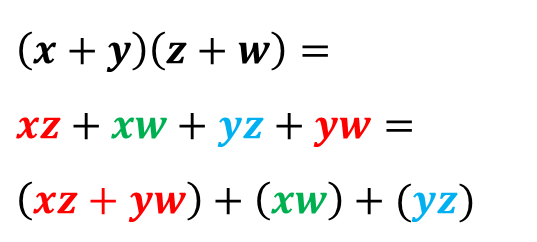 (x + y)(z + w) =
xz + xw + yz + yw =
(xz + yw) + (xw) + (yz)